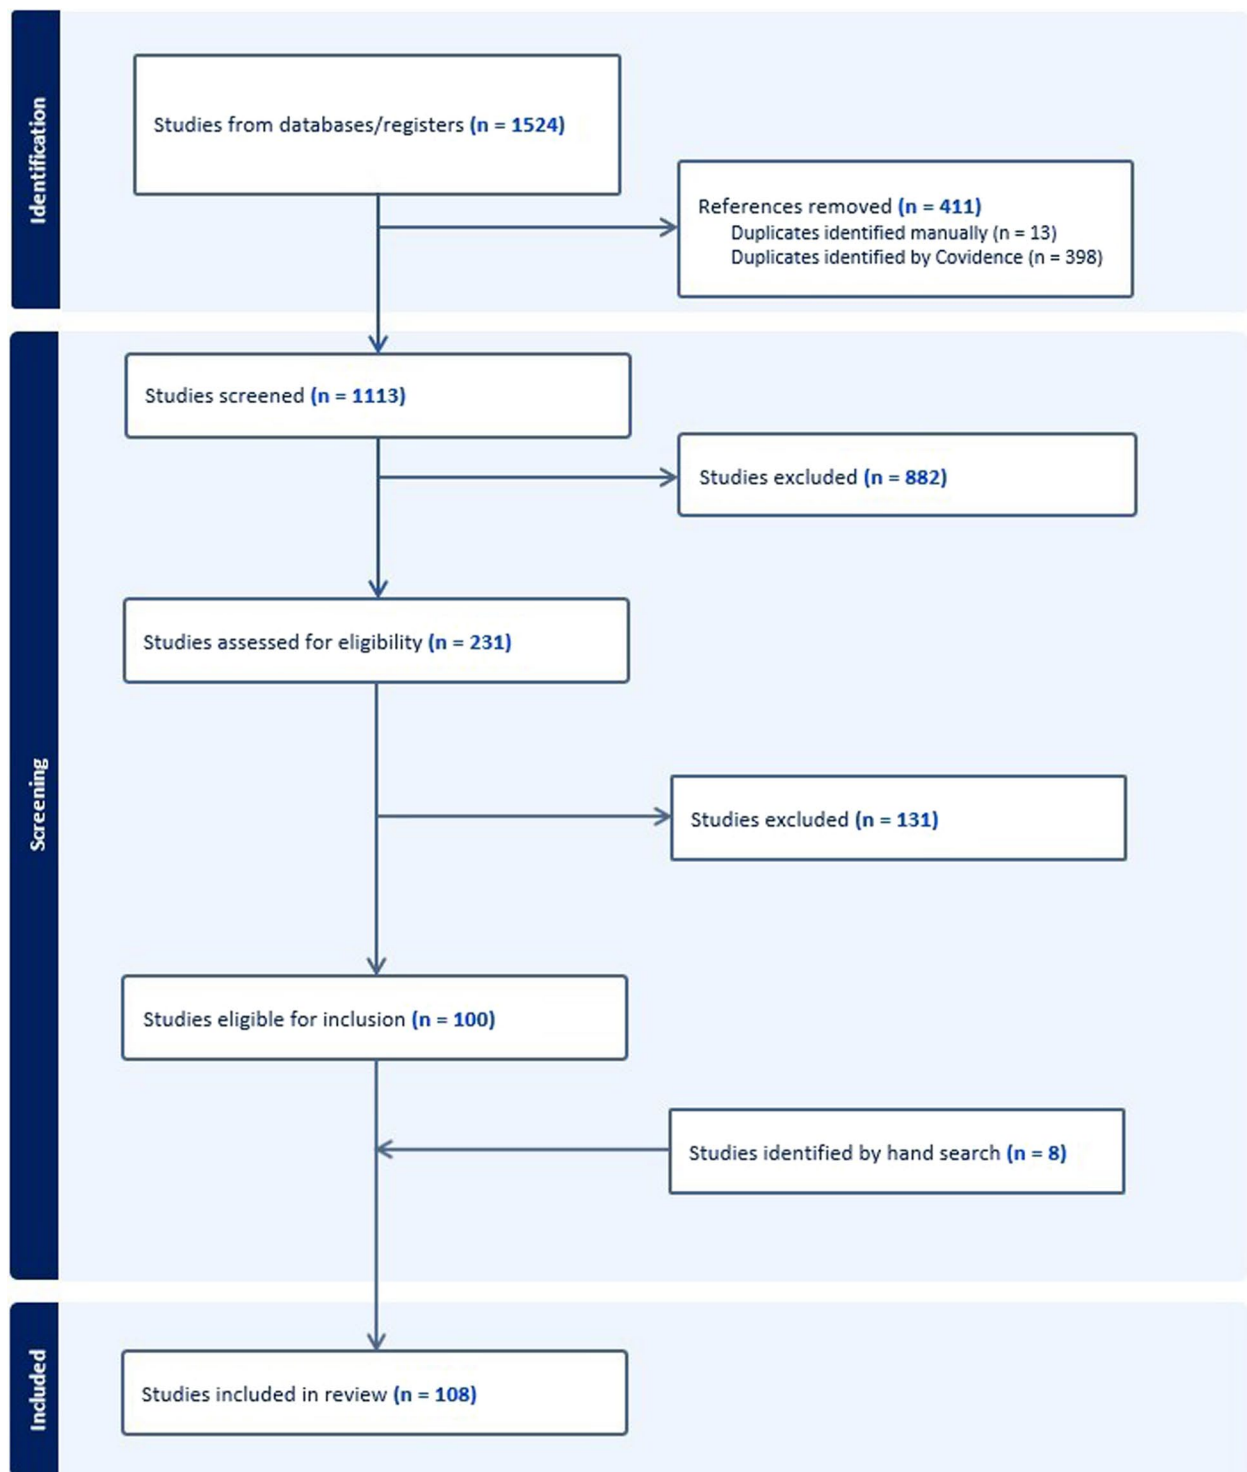 Identification
Studies from databases/registers (n = 1524)
References removed (n = 411)
Duplicates identified manually (n = 13)
Duplicates identified by Covidence (n = 398)
Screening
Studies screened (n = 1113)
Studies excluded (n = 882)
Studies assessed for eligibility (n = 231)
Studies excluded (n = 131)
Studies eligible for inclusion (n = 100)
Studies identified by hand search (n = 8)
Included
Studies included in review (n = 108)